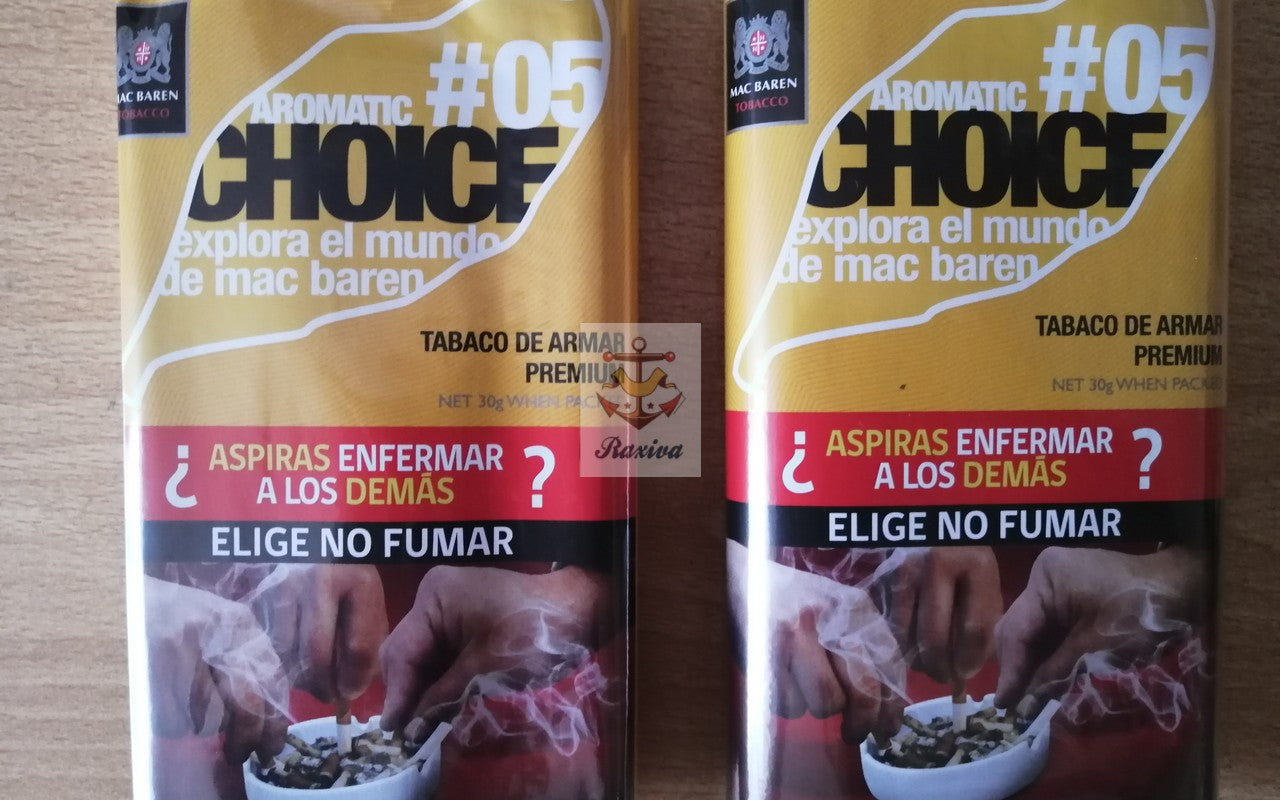 MAC BAREN
TOBACCO
AROMATIC #05
CHOICE
explora el mundo
de mac baren
TABACO DE ARMAR
PREMIUM
NET 30g WHEN PACKED
¿ASPIRAS ENFERMAR
A LOS DEMÁS?
ELIGE NO FUMAR
MAC BAREN
TOBACCO
AROMATIC #05
CHOICE
explora el mundo
de mac baren
TABACO DE ARMAR
PREMIUM
NET 30g WHEN PACKED
¿ASPIRAS ENFERMAR
A LOS DEMÁS?
ELIGE NO FUMAR
Raxiva